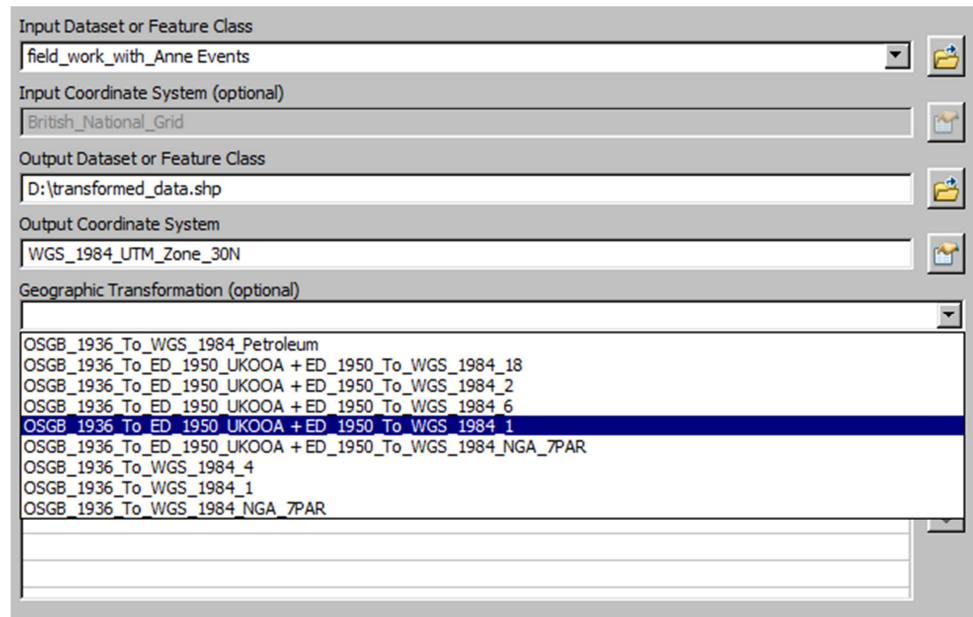 Input Dataset or Feature Class
field_work_with_Anne Events
Input Coordinate System (optional)
British_National_Grid
Output Dataset or Feature Class
D:\transformed_data.shp
Output Coordinate System
WGS_1984_UTM_Zone_30N
Geographic Transformation (optional)
OSGB_1936_To_WGS_1984_Petroleum
OSGB_1936_To_ED_1950_UKOOA + ED_1950_To_WGS_1984_18
OSGB_1936_To_ED_1950_UKOOA + ED_1950_To_WGS_1984_2
OSGB_1936_To_ED_1950_UKOOA + ED_1950_To_WGS_1984_6
OSGB_1936_To_ED_1950_UKOOA + ED_1950_To_WGS_1984_1
OSGB_1936_To_ED_1950_UKOOA + ED_1950_To_WGS_1984_NGA_7PAR
OSGB_1936_To_WGS_1984_4
OSGB_1936_To_WGS_1984_1
OSGB_1936_To_WGS_1984_NGA_7PAR